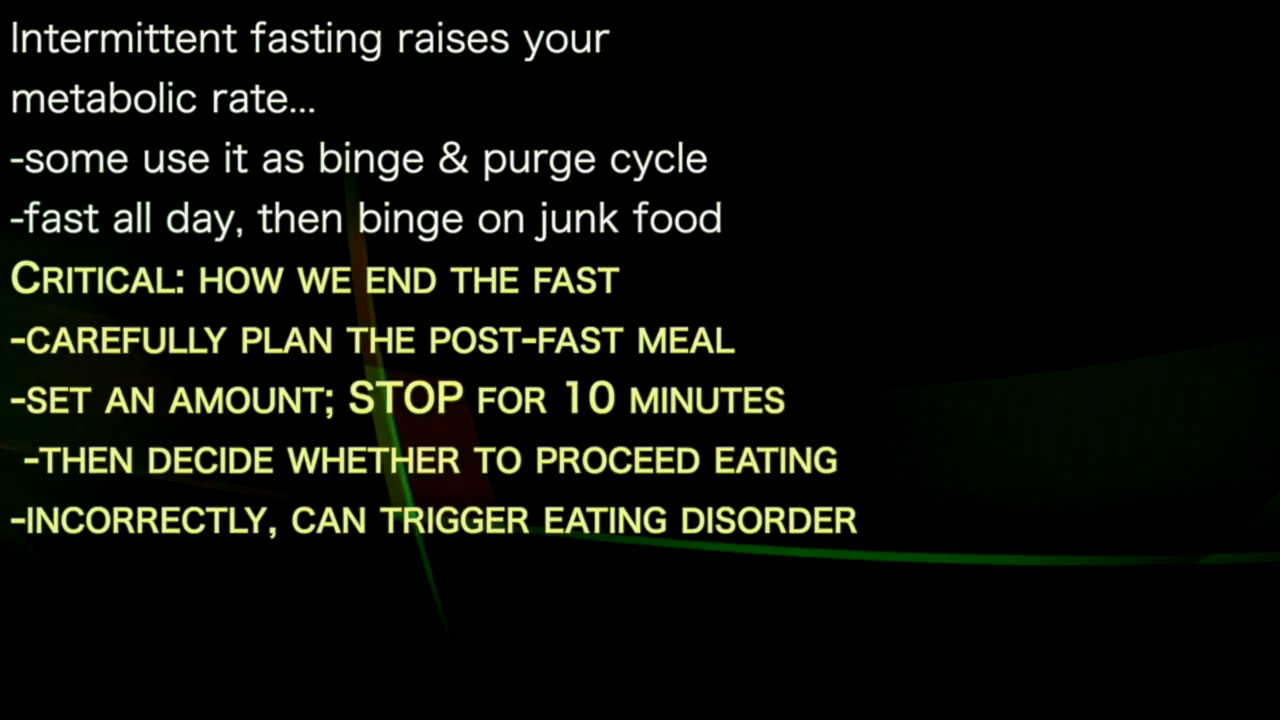 Intermittent fasting raises your
metabolic rate...
-some use it as binge & purge cycle
-fast all day, then binge on junk food
CRITICAL: HOW WE END THE FAST
-CAREFULLY PLAN THE POST-FAST MEAL
-SET AN AMOUNT; STOP FOR 10 MINUTES
-THEN DECIDE WHETHER TO PROCEED EATING
-INCORRECTLY, CAN TRIGGER EATING DISORDER